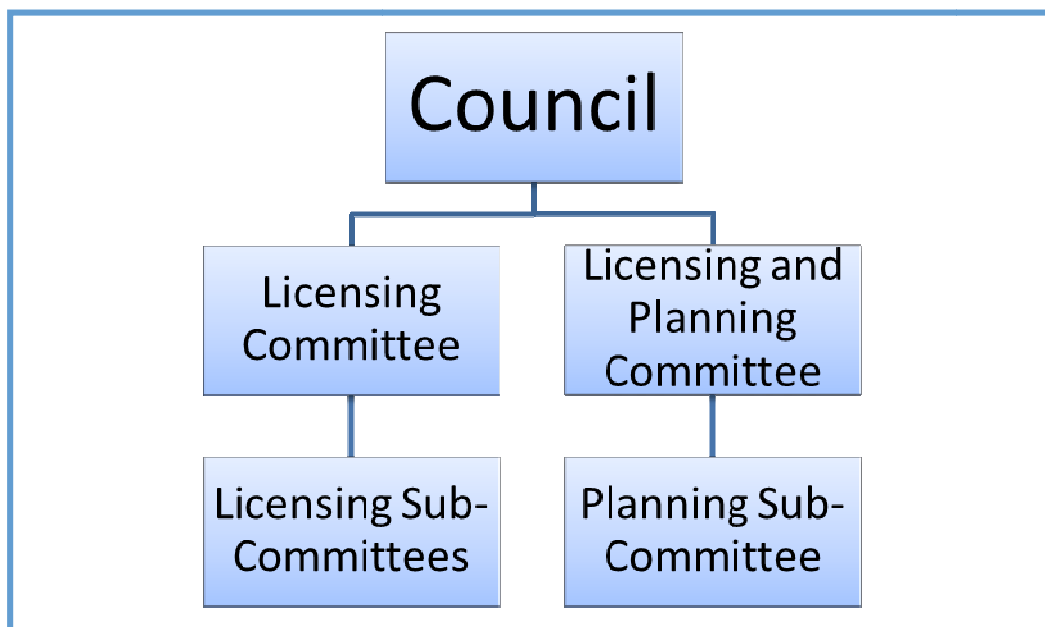 Council
Licensing
Committee
Licensing and
Planning
Committee
Licensing Sub-
Committees
Planning Sub-
Committee